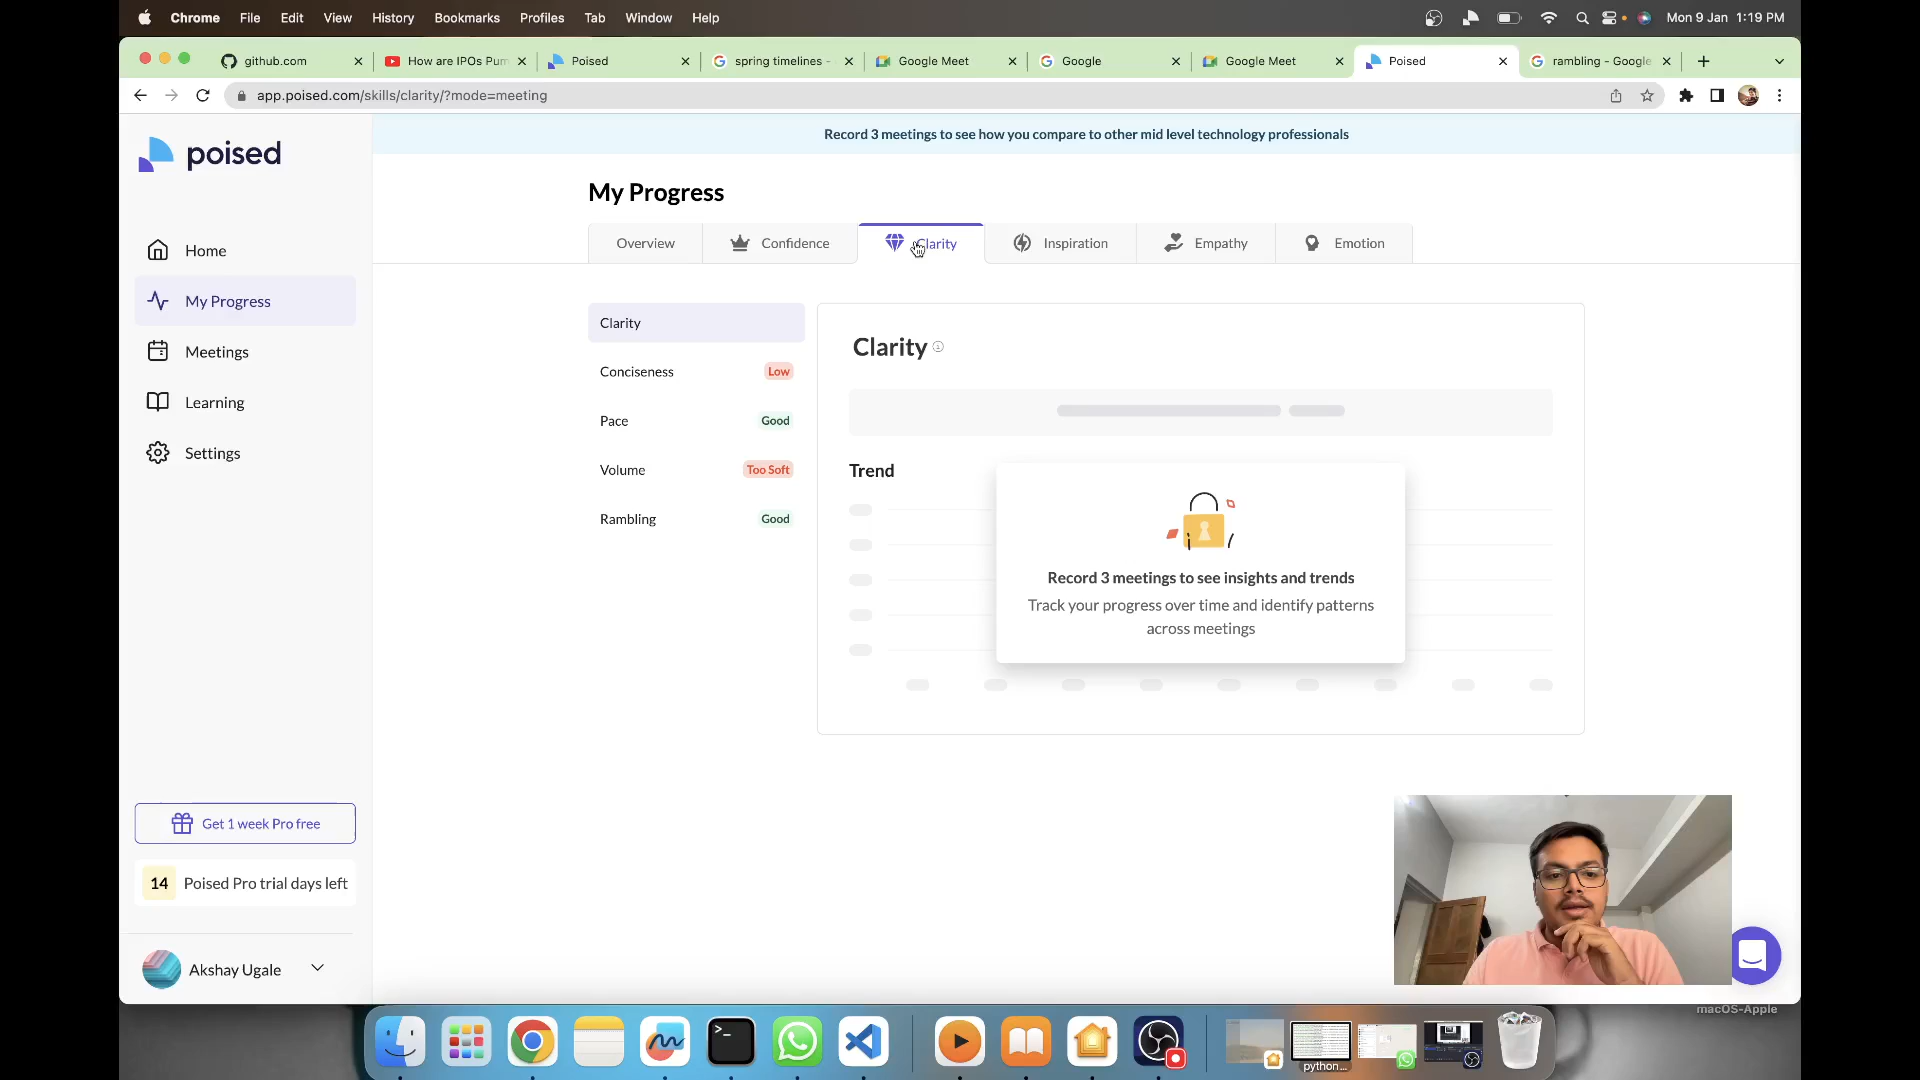 Chrome File Edit View History Bookmarks Profiles Tab Window Help Mon 9 Jan 1:19 PM
github.com How are IPOs Pum Poised spring timelines - Google Meet Google Google Meet Poised rambling - Google
app.poised.com/skills/clarity/?mode=meeting
poised
Record 3 meetings to see how you compare to other mid level technology professionals
My Progress
Overview Confidence Clarity Inspiration Empathy Emotion
Home
My Progress
Meetings
Learning
Settings
Clarity
Conciseness Low
Pace Good
Volume Too Soft
Rambling Good
Clarity
Trend
Record 3 meetings to see insights and trends
Track your progress over time and identify patterns
across meetings
Get 1 week Pro free
14 Poised Pro trial days left
Akshay Ugale
macOS-Apple
python...